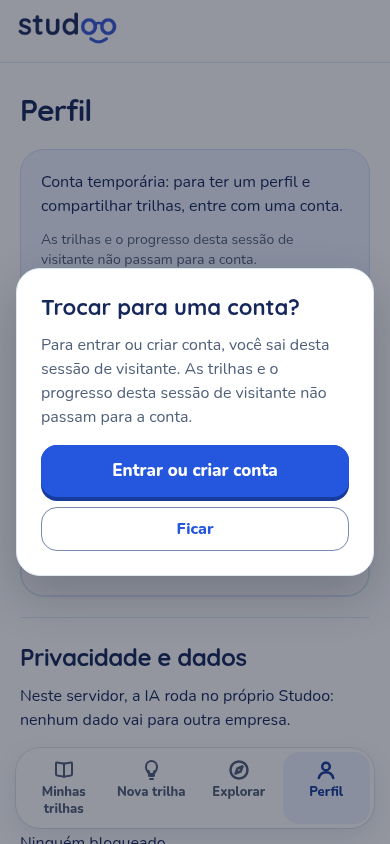 studoo
Perfil
Conta temporária: para ter um perfil e
compartilhar trilhas, entre com uma conta.
As trilhas e o progresso desta sessão de
visitante não passam para a conta.
Trocar para uma conta?
Para entrar ou criar conta, você sai desta
sessão de visitante. As trilhas e o
progresso desta sessão de visitante não
passam para a conta.
Entrar ou criar conta
Ficar
Privacidade e dados
Neste servidor, a IA roda no próprio Studoo:
nenhum dado vai para outra empresa.
Minhas
trilhas
Nova trilha
Explorar
Perfil
Ninguém bloqueado